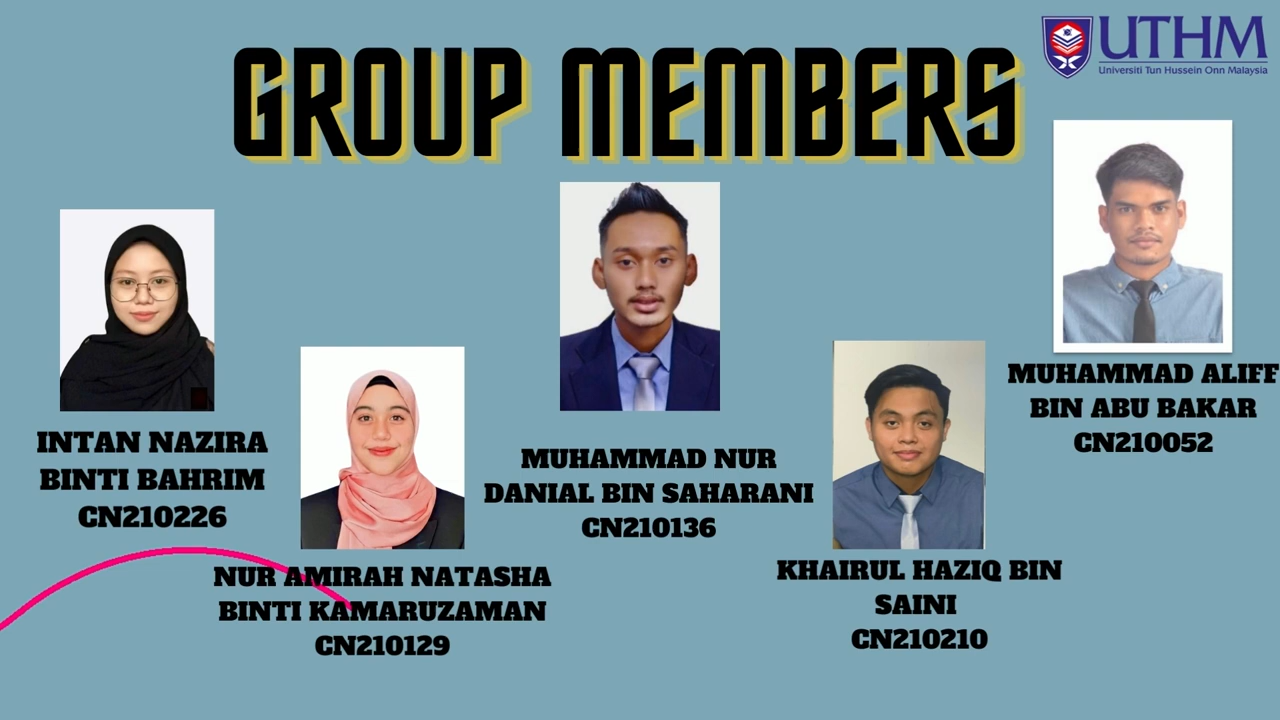 UTHM
Universiti Tun Hussein Onn Malaysia
GROUP MEMBERS
INTAN NAZIRA
BINTI BAHRIM
CN210226
NUR AMIRAH NATASHA
BINTI KAMARUZAMAN
CN210129
MUHAMMAD NUR
DANIAL BIN SAHARANI
CN210136
KHAIRUL HAZIQ BIN
SAINI
CN210210
MUHAMMAD ALIFF
BIN ABU BAKAR
CN210052